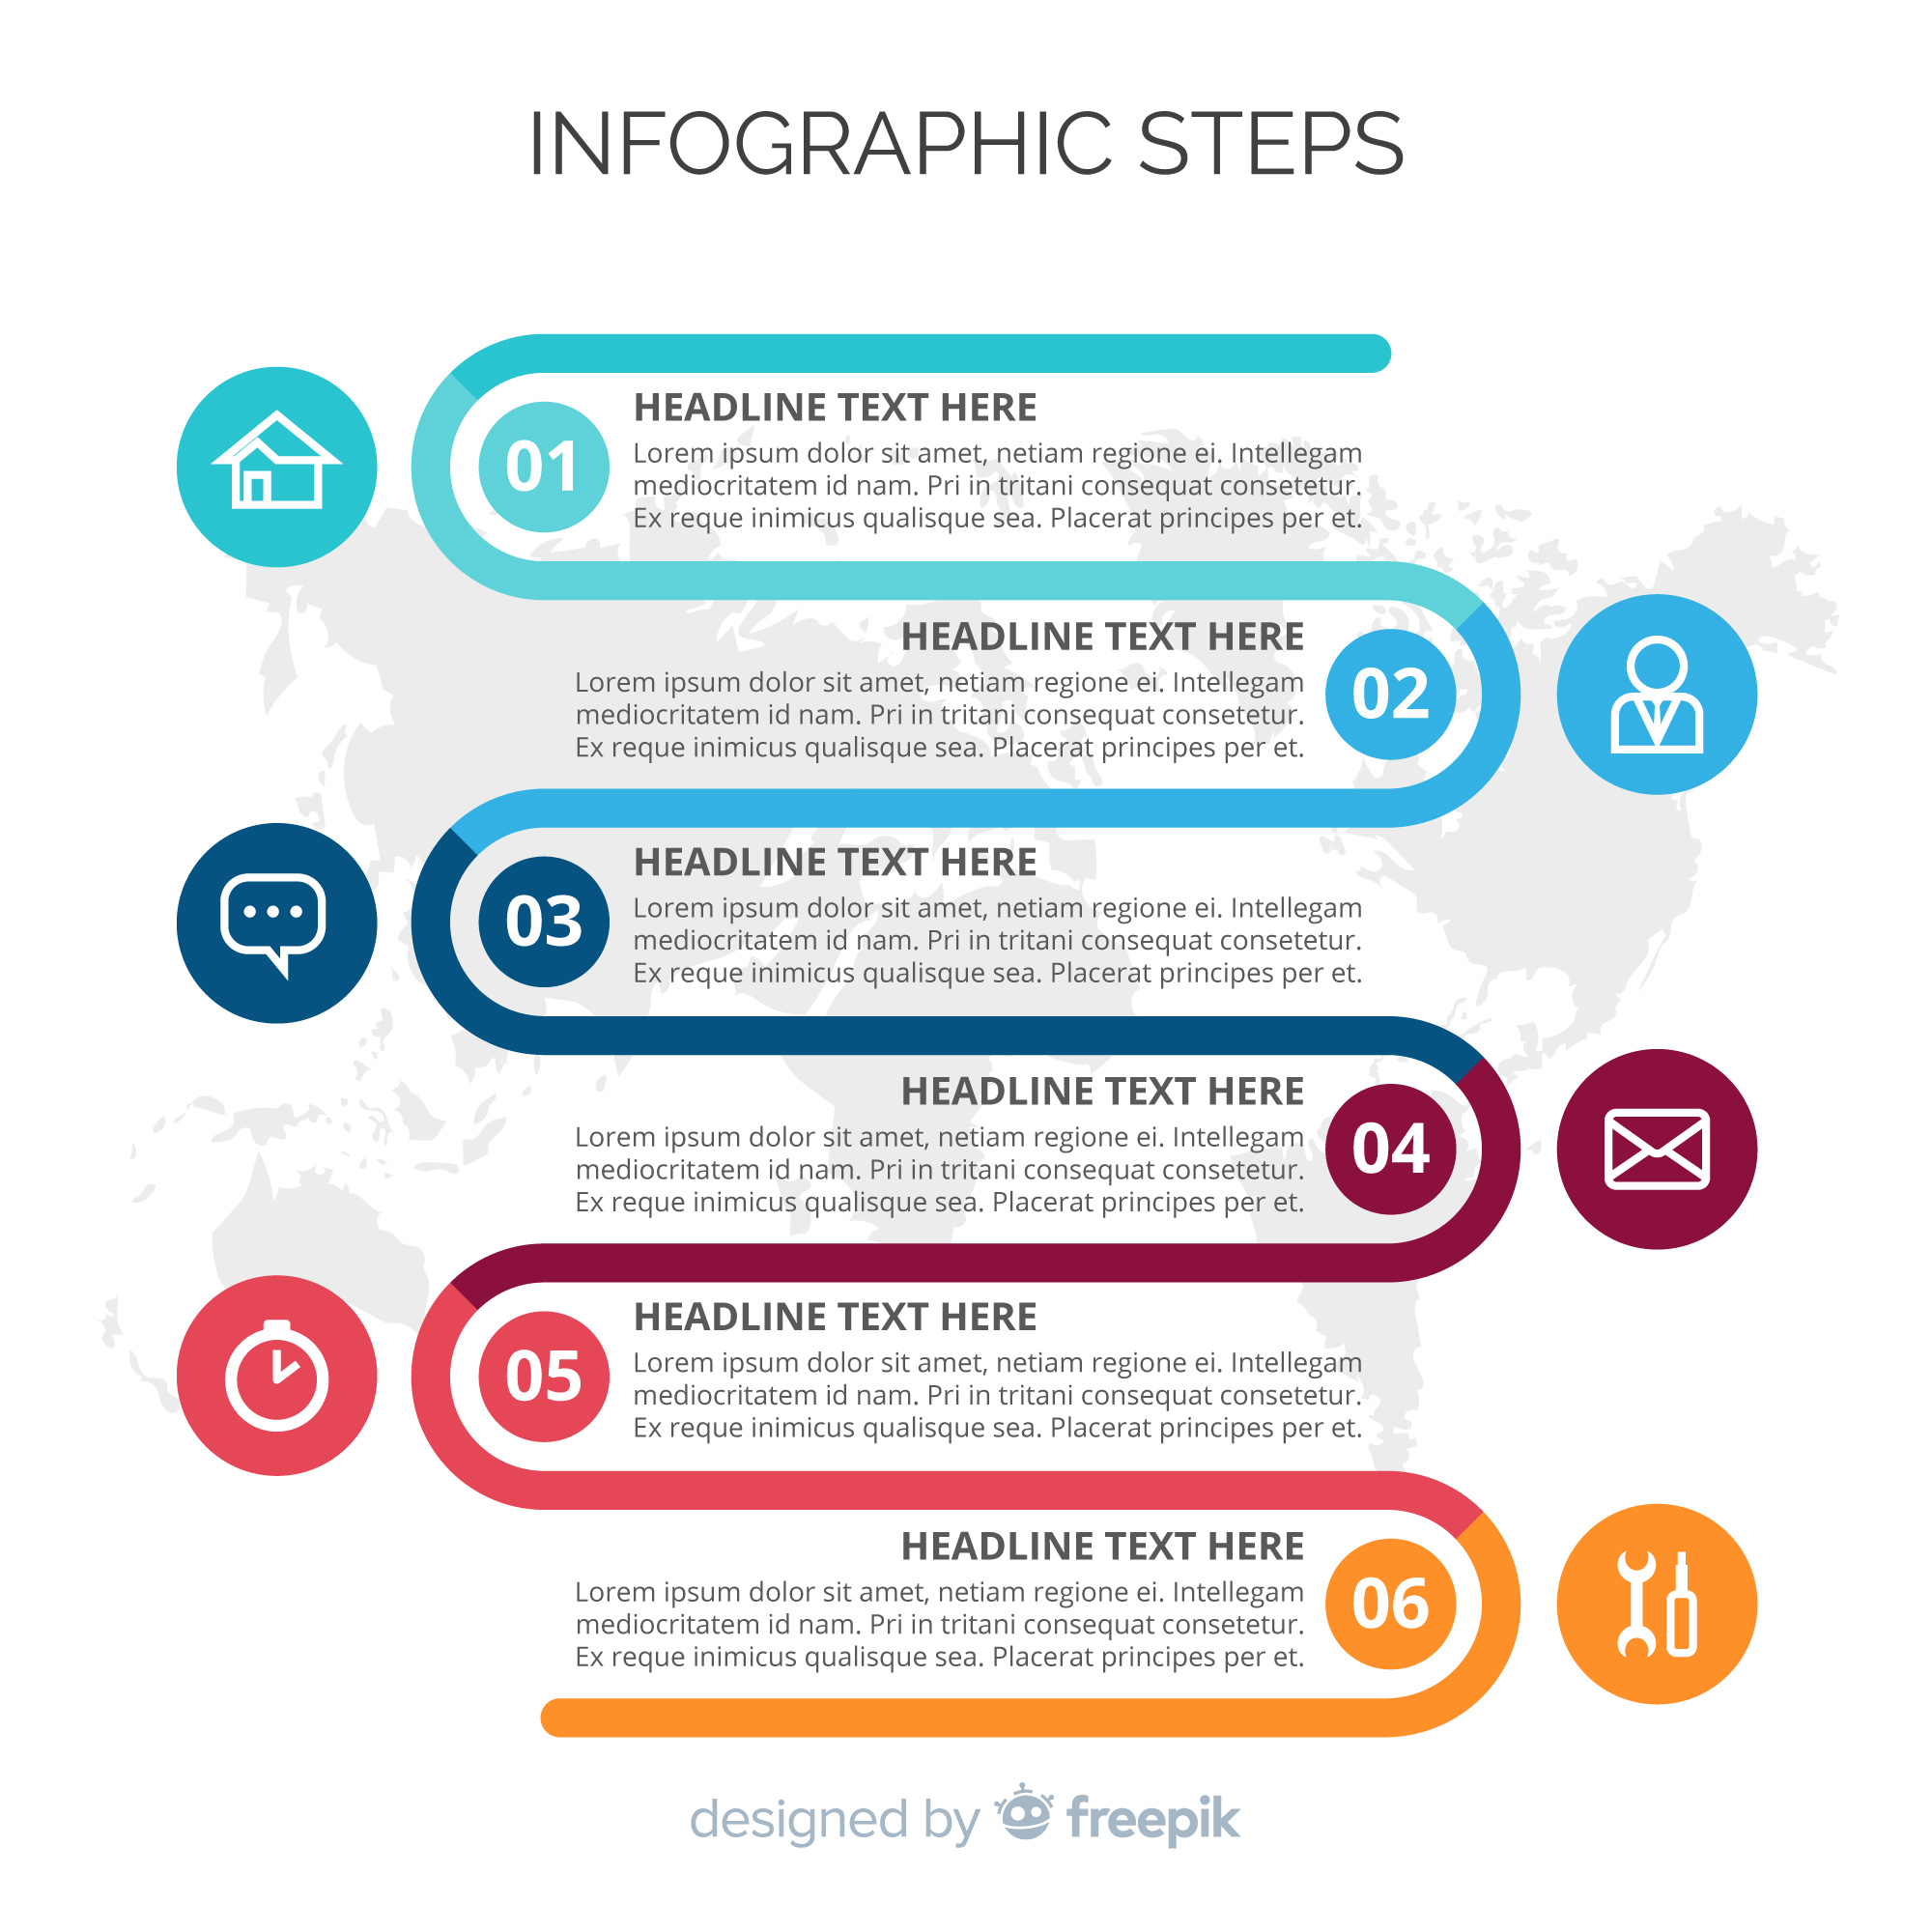 INFOGRAPHIC STEPS
01
HEADLINE TEXT HERE
Lorem ipsum dolor sit amet, netiam regione ei. Intellegam
mediocritatem id nam. Pri in tritani consequat consetetur.
Ex reque inimicus qualisque sea. Placerat principes per et.
HEADLINE TEXT HERE
Lorem ipsum dolor sit amet, netiam regione ei. Intellegam
mediocritatem id nam. Pri in tritani consequat consetetur.
Ex reque inimicus qualisque sea. Placerat principes per et.
02
03
HEADLINE TEXT HERE
Lorem ipsum dolor sit amet, netiam regione ei. Intellegam
mediocritatem id nam. Pri in tritani consequat consetetur.
Ex reque inimicus qualisque sea. Placerat principes per et.
HEADLINE TEXT HERE
Lorem ipsum dolor sit amet, netiam regione ei. Intellegam
mediocritatem id nam. Pri in tritani consequat consetetur.
Ex reque inimicus qualisque sea. Placerat principes per et.
04
05
HEADLINE TEXT HERE
Lorem ipsum dolor sit amet, netiam regione ei. Intellegam
mediocritatem id nam. Pri in tritani consequat consetetur.
Ex reque inimicus qualisque sea. Placerat principes per et.
HEADLINE TEXT HERE
Lorem ipsum dolor sit amet, netiam regione ei. Intellegam
mediocritatem id nam. Pri in tritani consequat consetetur.
Ex reque inimicus qualisque sea. Placerat principes per et.
06
designed by freepik